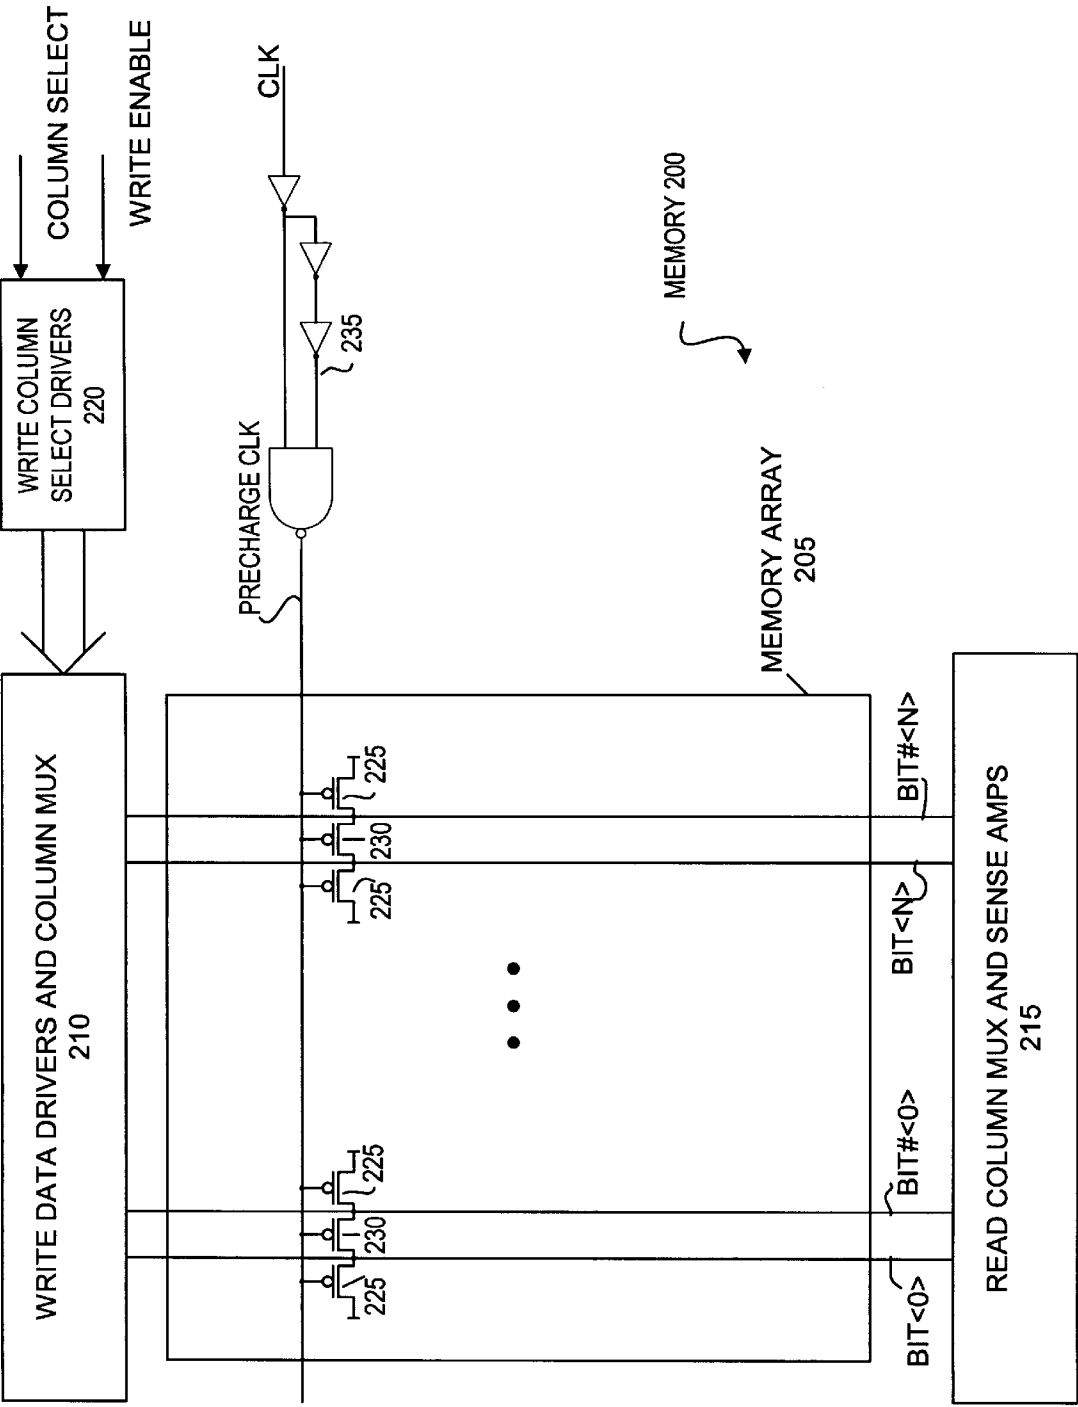 COLUMN SELECT
WRITE ENABLE
WRITE COLUMN
SELECT DRIVERS
220
WRITE DATA DRIVERS AND COLUMN MUX
210
CLK
235
PRECHARGE CLK
MEMORY 200
MEMORY ARRAY
205
225
230
225
225
230
225
BIT<0>
BIT#<0>
BIT<N>
BIT#<N>
READ COLUMN MUX AND SENSE AMPS
215